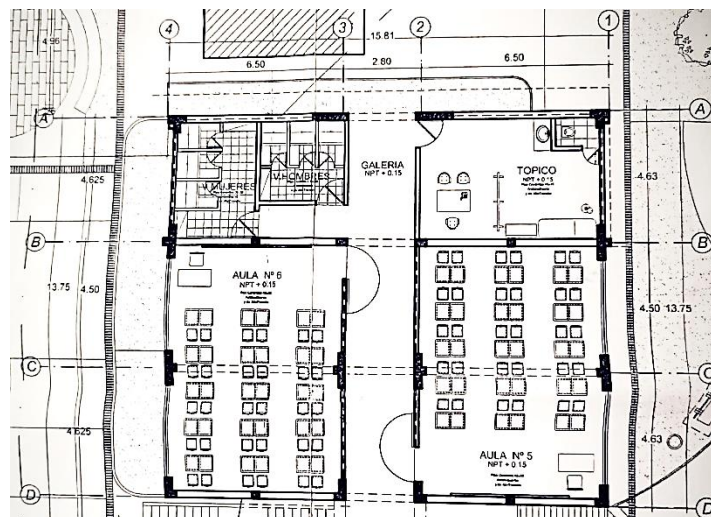 4 3 2 1
15.81
6.50 2.80 6.50
4.96
A A
GALERIA
NPT + 0.15
TOPICO
NPT + 0.15
V.MUJERES
V.HOMBRES
4.625 4.63
B B
AULA Nº 6
NPT + 0.15
13.75 4.50 4.50 13.75
C C
4.625 4.63
AULA Nº 5
NPT + 0.15
D D